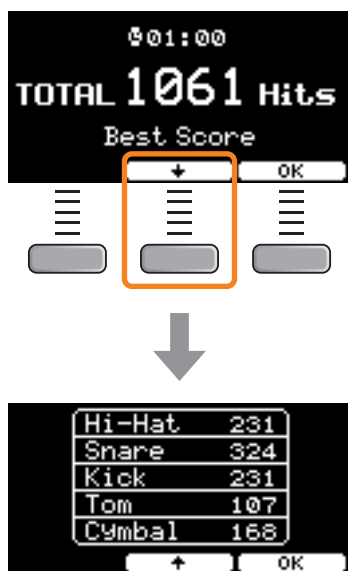 01:00
TOTAL 1061 Hits
Best Score
↓ OK
Hi-Hat 231
Snare 324
Kick 231
Tom 107
Cymbal 168
↑ OK